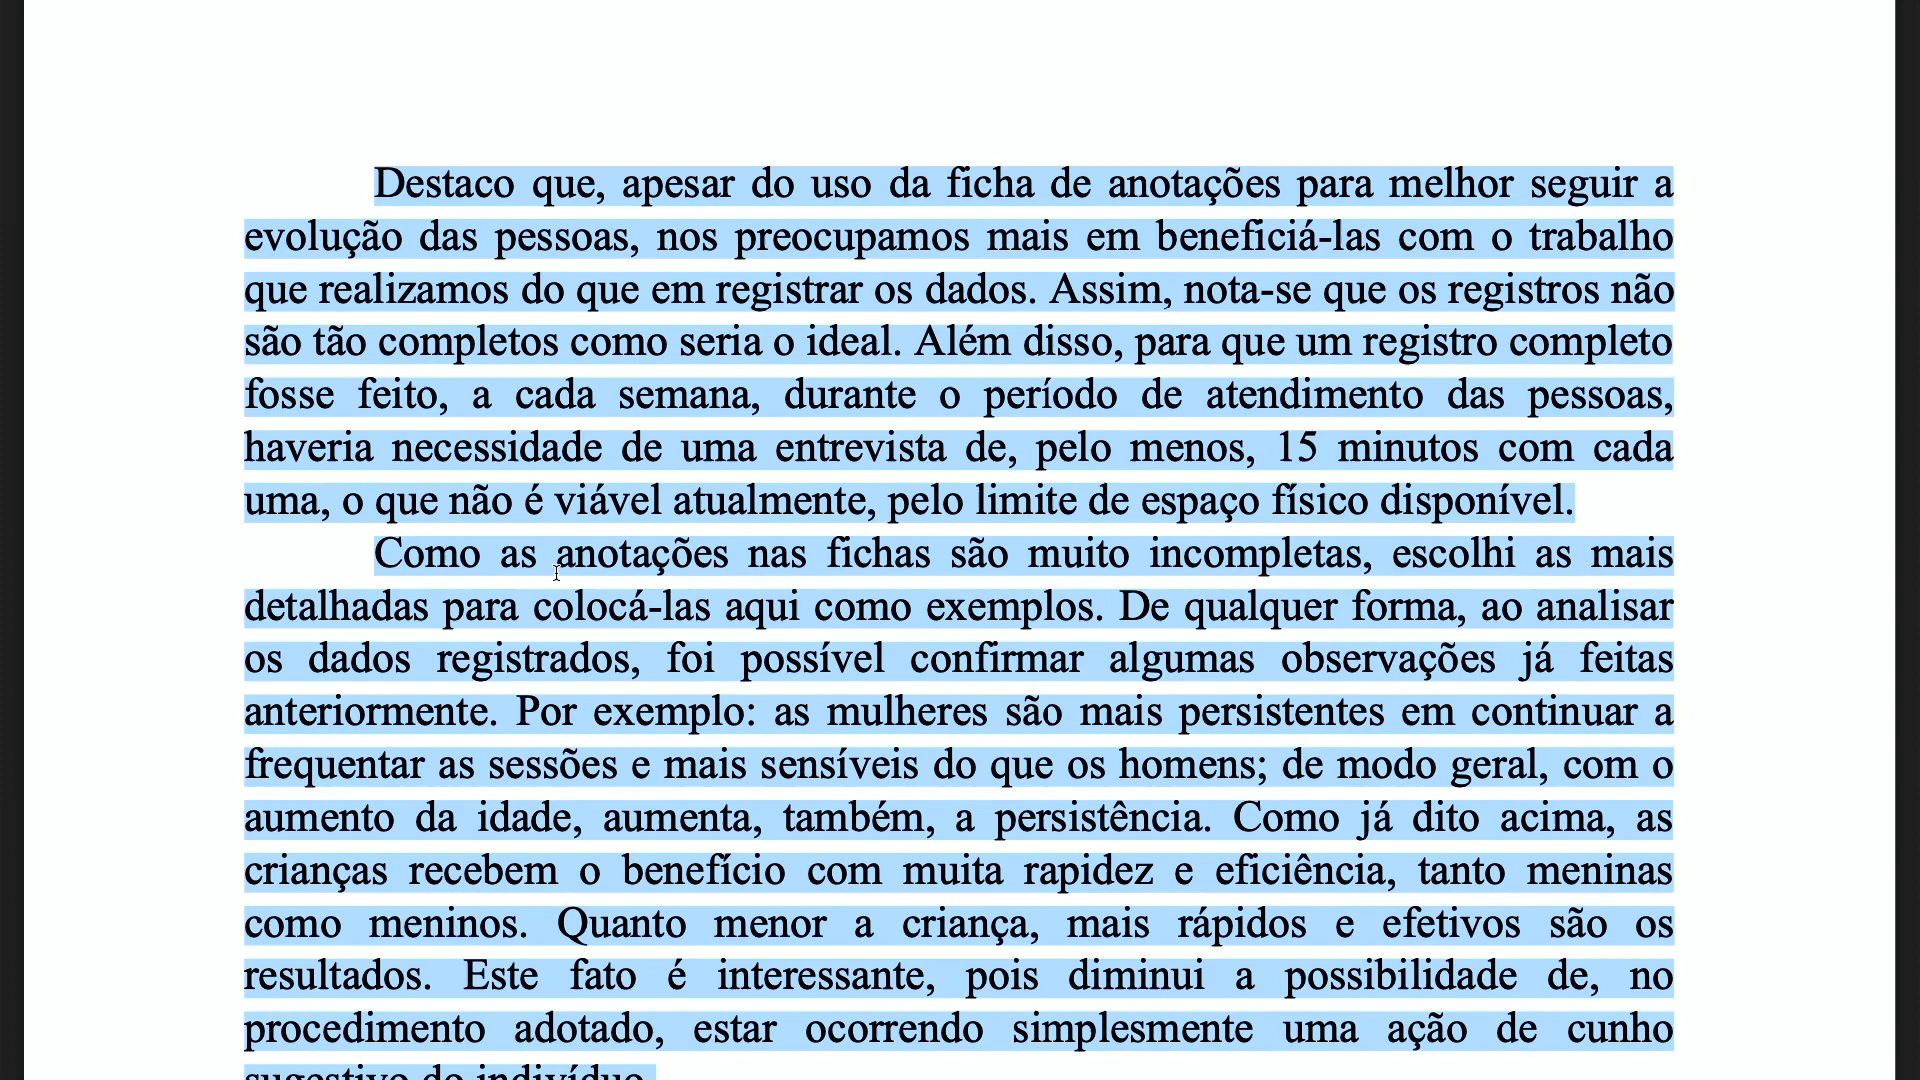 Destaco que, apesar do uso da ficha de anotações para melhor seguir a
evolução das pessoas, nos preocupamos mais em beneficiá-las com o trabalho
que realizamos do que em registrar os dados. Assim, nota-se que os registros não
são tão completos como seria o ideal. Além disso, para que um registro completo
fosse feito, a cada semana, durante o período de atendimento das pessoas,
haveria necessidade de uma entrevista de, pelo menos, 15 minutos com cada
uma, o que não é viável atualmente, pelo limite de espaço físico disponível.
Como as anotações nas fichas são muito incompletas, escolhi as mais
detalhadas para colocá-las aqui como exemplos. De qualquer forma, ao analisar
os dados registrados, foi possível confirmar algumas observações já feitas
anteriormente. Por exemplo: as mulheres são mais persistentes em continuar a
frequentar as sessões e mais sensíveis do que os homens; de modo geral, com o
aumento da idade, aumenta, também, a persistência. Como já dito acima, as
crianças recebem o benefício com muita rapidez e eficiência, tanto meninas
como meninos. Quanto menor a criança, mais rápidos e efetivos são os
resultados. Este fato é interessante, pois diminui a possibilidade de, no
procedimento adotado, estar ocorrendo simplesmente uma ação de cunho
sugestivo do indivíduo.